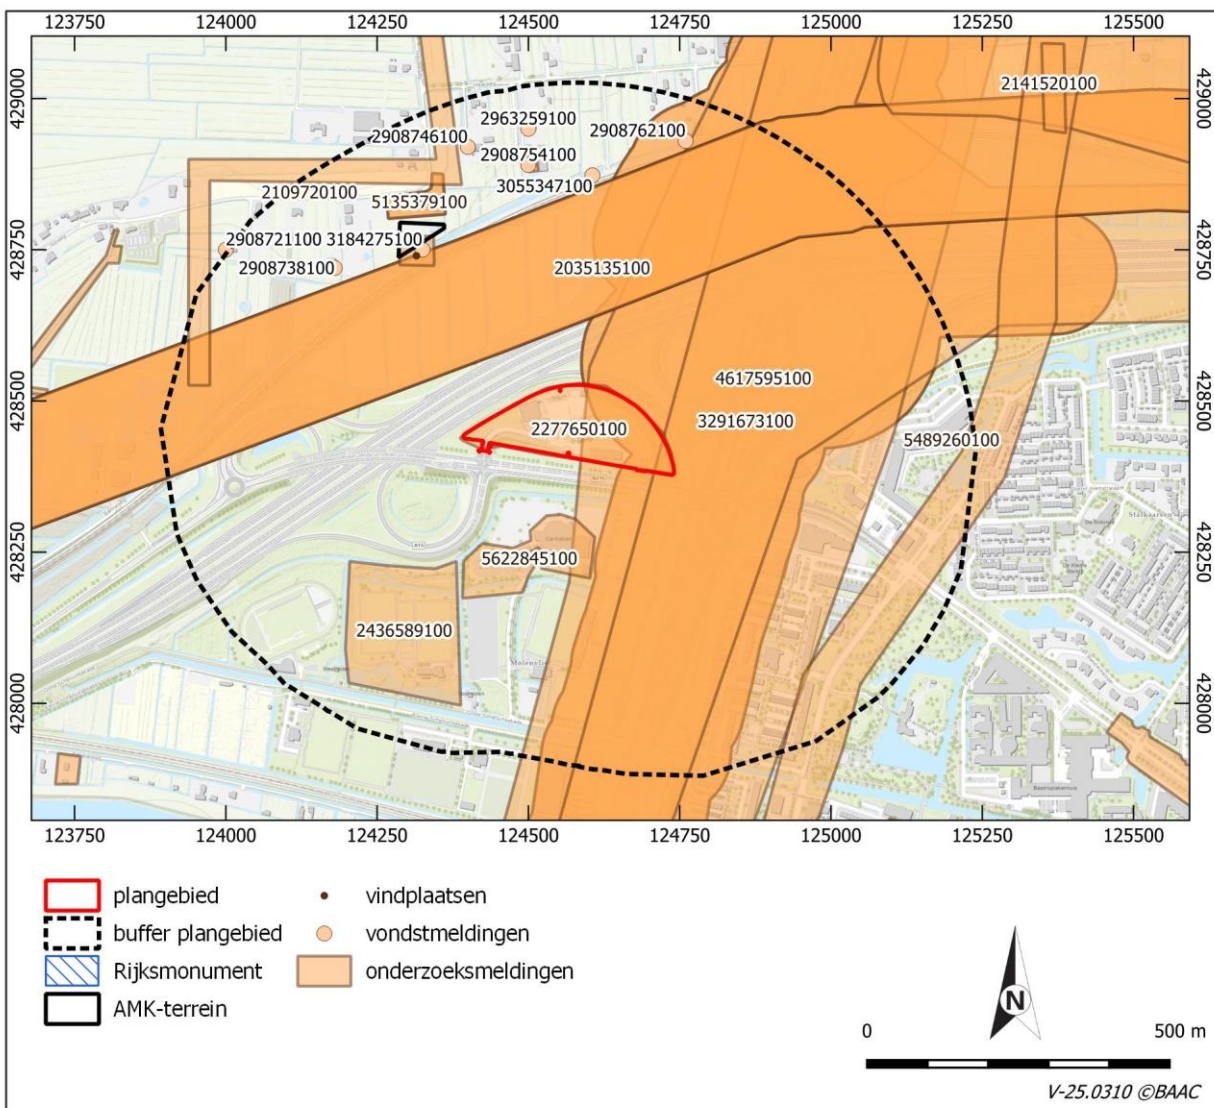 123750 124000 124250 124500 124750 125000 125250 125500
429000
428750
428500
428250
428000
429000
428750
428500
428250
428000
2141520100
2963259100
2908746100
2908762100
2908754100
3055347100
2109720100
5135379100
2908721100
3184275100
2908738100
2035135100
4617595100
3291673100
2277650100
5489260100
5622845100
2436589100
123750 124000 124250 124500 124750 125000 125250 125500
plangebied
buffer plangebied
Rijksmonument
AMK-terrein
vindplaatsen
vondstmeldingen
onderzoeksmeldingen
N
0 500 m
V-25.0310 ©BAAC